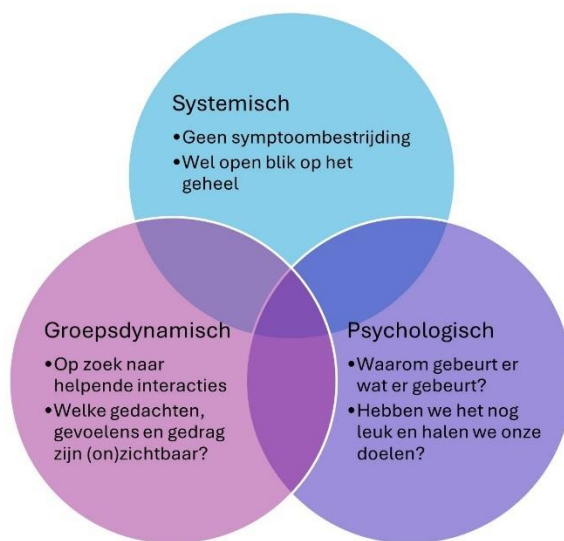 Systemisch
•Geen symptoombestrijding
•Wel open blik op het
geheel
Groepsdynamisch
•Op zoek naar
helpende interacties
•Welke gedachten,
gevoelens en gedrag
zijn (on)zichtbaar?
Psychologisch
•Waarom gebeurt er
wat er gebeurt?
•Hebben we het nog
leuk en halen we onze
doelen?